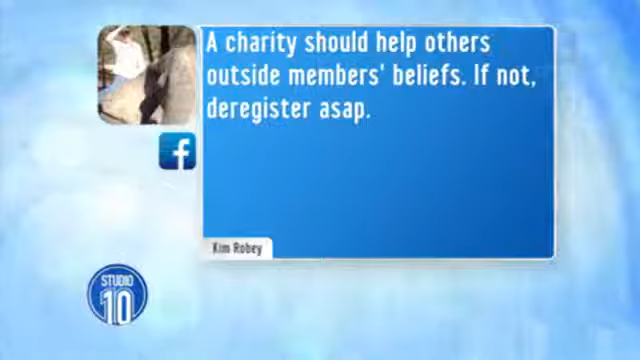 A charity should help others
outside members' beliefs. If not,
deregister asap.
f
Kim Robey
STUDIO
10